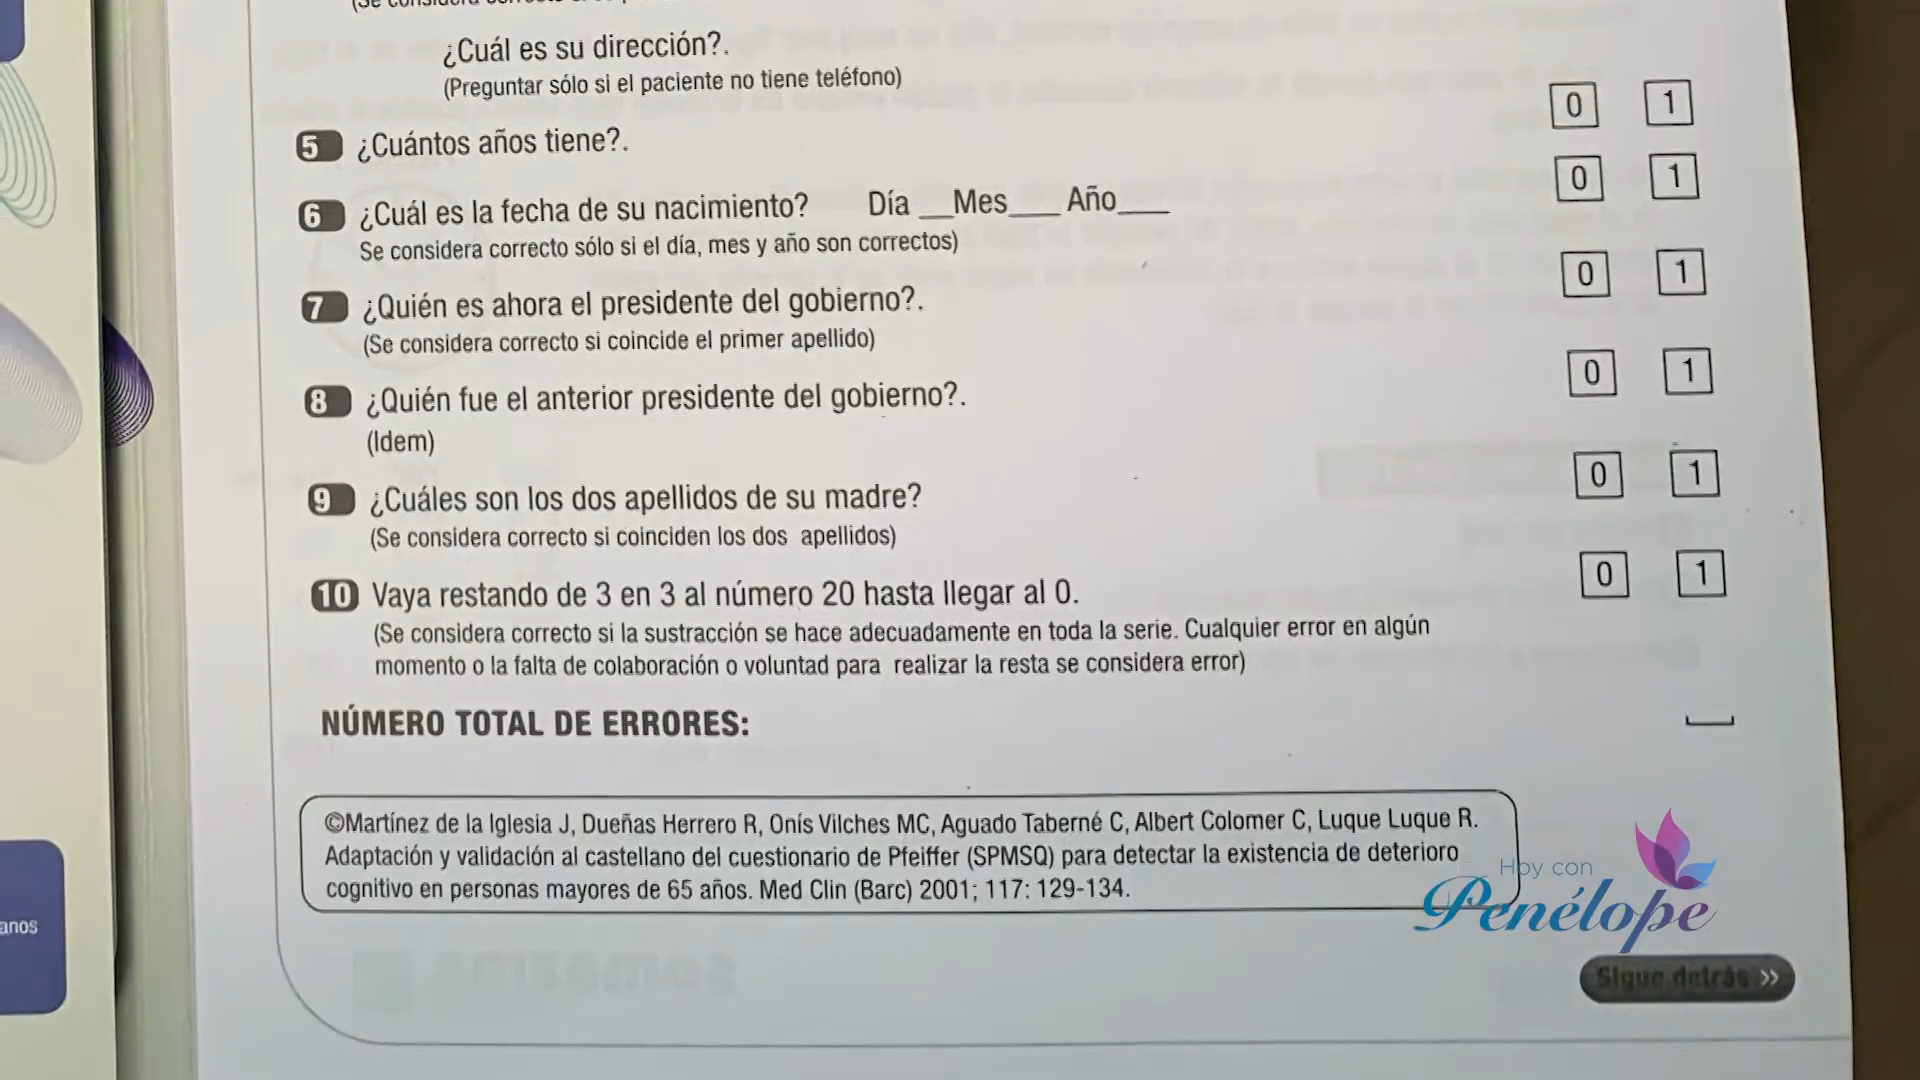 ¿Cuál es su dirección?.
(Preguntar sólo si el paciente no tiene teléfono)
5 ¿Cuántos años tiene?. 0 1
6 ¿Cuál es la fecha de su nacimiento? Día __Mes___ Año___ 0 1
Se considera correcto sólo si el día, mes y año son correctos)
7 ¿Quién es ahora el presidente del gobierno?. 0 1
(Se considera correcto si coincide el primer apellido)
8 ¿Quién fue el anterior presidente del gobierno?. 0 1
(Idem)
9 ¿Cuáles son los dos apellidos de su madre? 0 1
(Se considera correcto si coinciden los dos apellidos)
10 Vaya restando de 3 en 3 al número 20 hasta llegar al 0. 0 1
(Se considera correcto si la sustracción se hace adecuadamente en toda la serie. Cualquier error en algún
momento o la falta de colaboración o voluntad para realizar la resta se considera error)
NÚMERO TOTAL DE ERRORES:
©Martínez de la Iglesia J, Dueñas Herrero R, Onís Vilches MC, Aguado Taberné C, Albert Colomer C, Luque Luque R.
Adaptación y validación al castellano del cuestionario de Pfeiffer (SPMSQ) para detectar la existencia de deterioro
cognitivo en personas mayores de 65 años. Med Clin (Barc) 2001; 117: 129-134.
Hoy con
Penélope
anos
Sigue detrás »